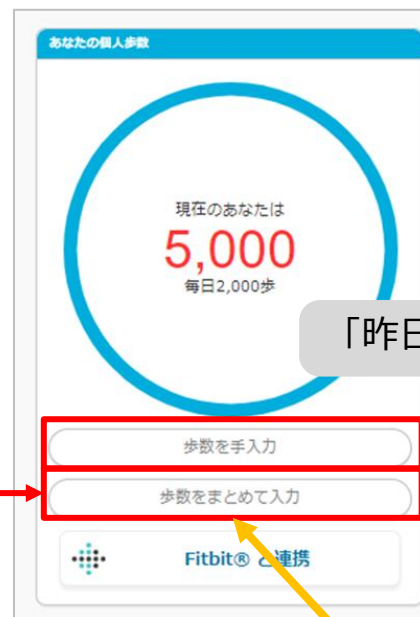 あなたの個人歩数
現在のあなたは
5,000
毎日2,000歩
「昨日
歩数を手入力
歩数をまとめて入力
Fitbit® と連携